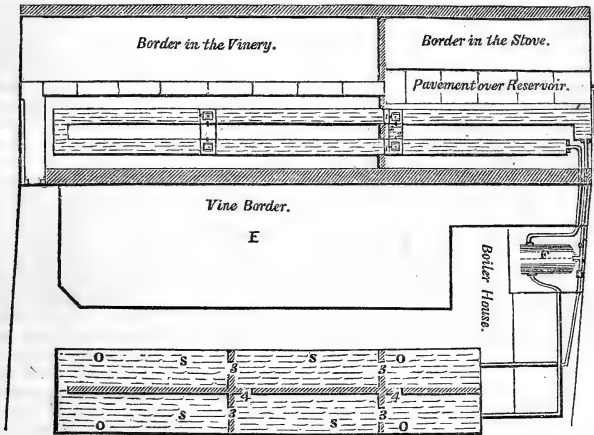 Border in the Vinery.
Border in the Stove.
Pavement over Reservoir.
Vine Border.
E
Boiler House.
F
O S 3 S 3 O
4 4
O S 3 S 3 O